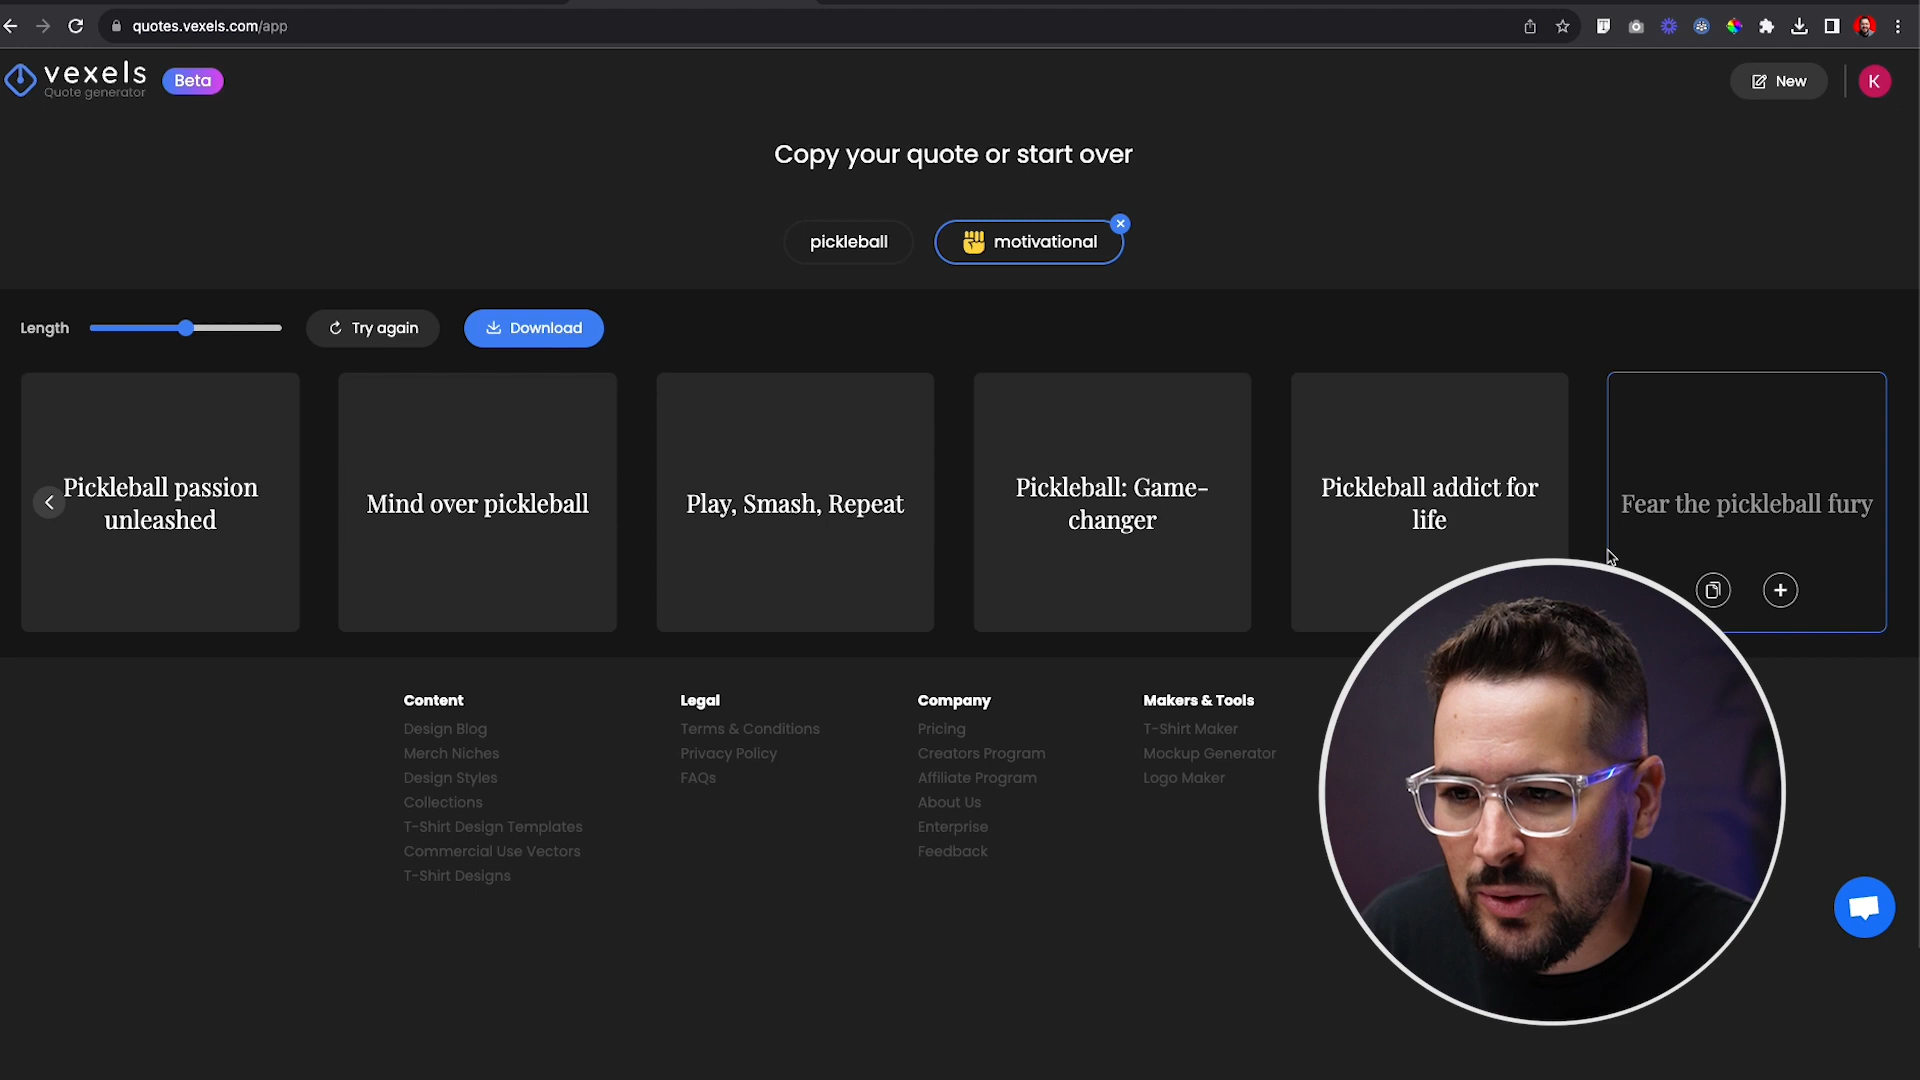 quotes.vexels.com/app
vexels
Quote generator
Beta
New
K
Copy your quote or start over
pickleball
motivational
Length
Try again
Download
Pickleball passion
unleashed
Mind over pickleball
Play, Smash, Repeat
Pickleball: Game-
changer
Pickleball addict for
life
Fear the pickleball fury
Content
Design Blog
Merch Niches
Design Styles
Collections
T-Shirt Design Templates
Commercial Use Vectors
T-Shirt Designs
Legal
Terms & Conditions
Privacy Policy
FAQs
Company
Pricing
Creators Program
Affiliate Program
About Us
Enterprise
Feedback
Makers & Tools
T-Shirt Maker
Mockup Generator
Logo Maker